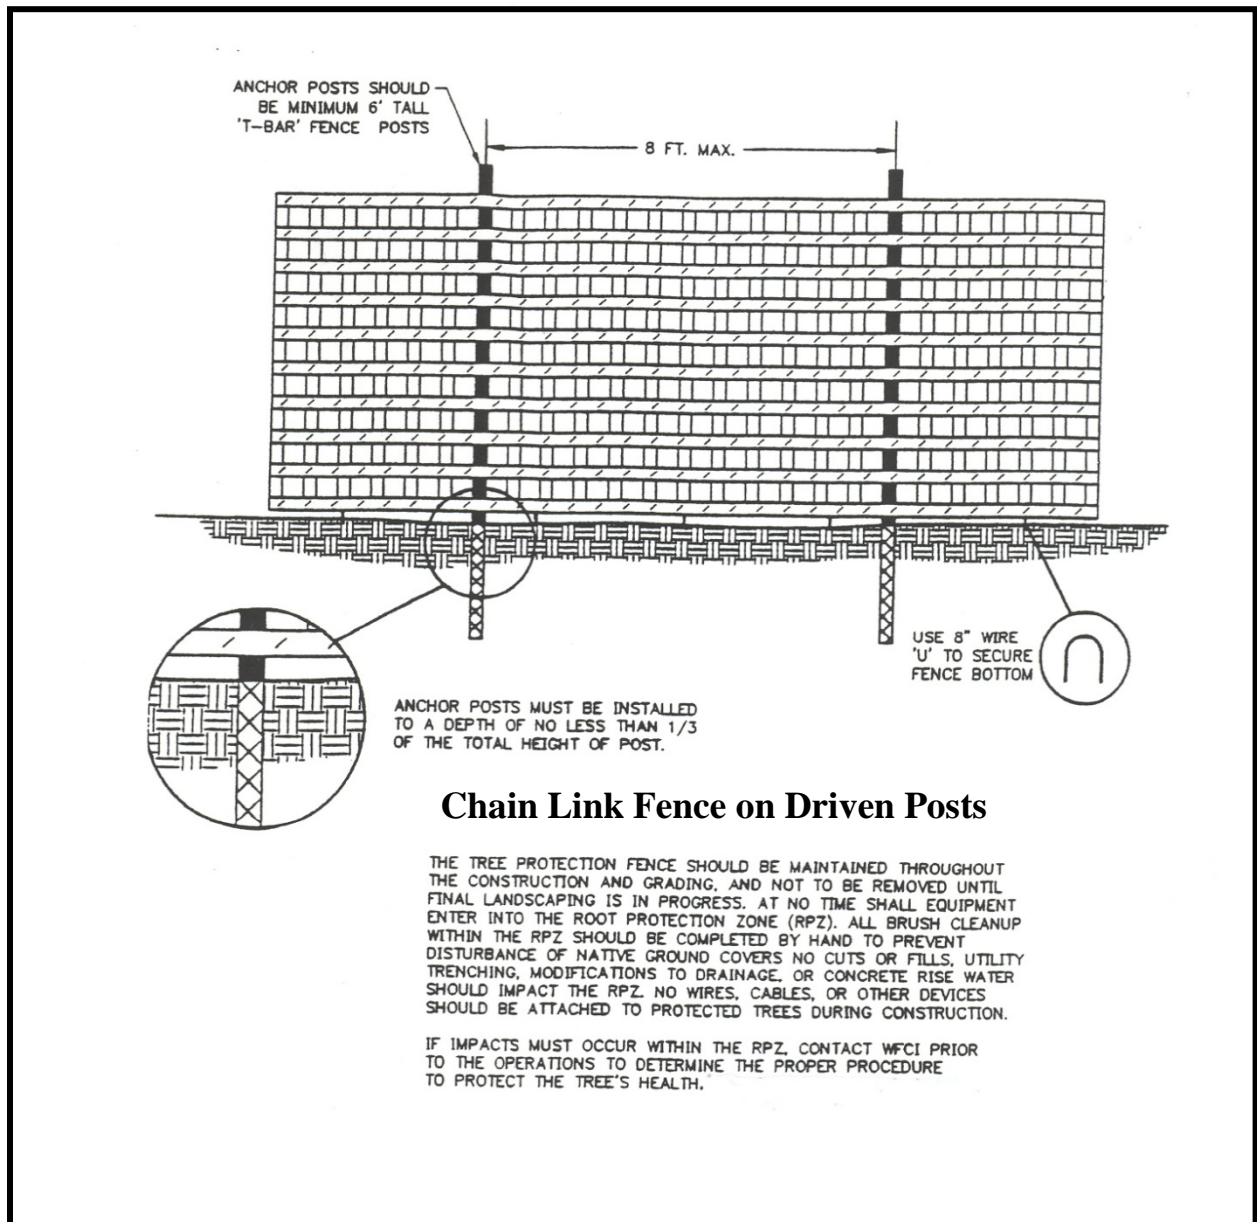 ANCHOR POSTS SHOULD
BE MINIMUM 6' TALL
'T-BAR' FENCE POSTS
8 FT. MAX.
USE 8" WIRE
'U' TO SECURE
FENCE BOTTOM
ANCHOR POSTS MUST BE INSTALLED
TO A DEPTH OF NO LESS THAN 1/3
OF THE TOTAL HEIGHT OF POST.
Chain Link Fence on Driven Posts
THE TREE PROTECTION FENCE SHOULD BE MAINTAINED THROUGHOUT
THE CONSTRUCTION AND GRADING, AND NOT TO BE REMOVED UNTIL
FINAL LANDSCAPING IS IN PROGRESS. AT NO TIME SHALL EQUIPMENT
ENTER INTO THE ROOT PROTECTION ZONE (RPZ). ALL BRUSH CLEANUP
WITHIN THE RPZ SHOULD BE COMPLETED BY HAND TO PREVENT
DISTURBANCE OF NATIVE GROUND COVERS NO CUTS OR FILLS, UTILITY
TRENCHING, MODIFICATIONS TO DRAINAGE, OR CONCRETE RISE WATER
SHOULD IMPACT THE RPZ. NO WIRES, CABLES, OR OTHER DEVICES
SHOULD BE ATTACHED TO PROTECTED TREES DURING CONSTRUCTION.
IF IMPACTS MUST OCCUR WITHIN THE RPZ, CONTACT WFCI PRIOR
TO THE OPERATIONS TO DETERMINE THE PROPER PROCEDURE
TO PROTECT THE TREE'S HEALTH.